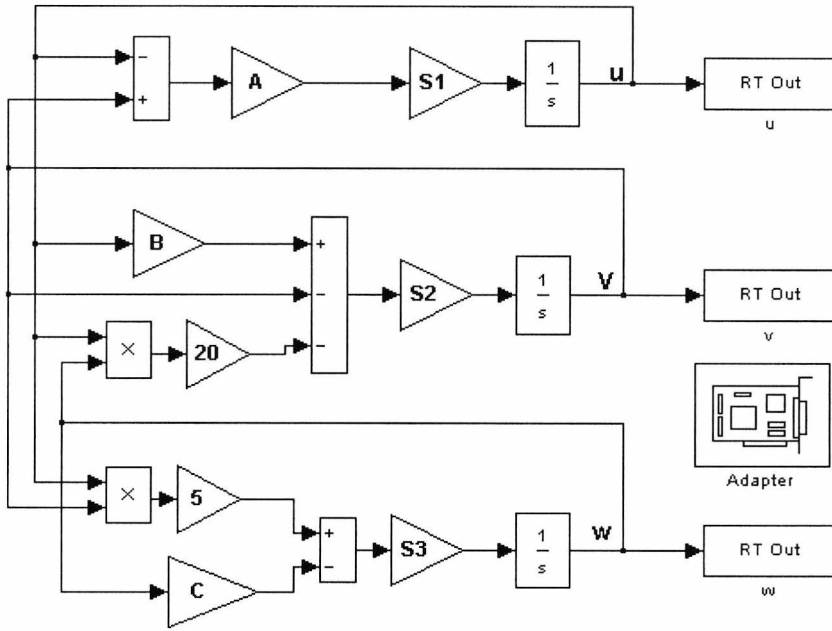 −
+
A
S1
1
s
u
RT Out
u
B
+
−
−
S2
1
s
V
RT Out
v
×
20
×
5
+
−
S3
1
s
w
RT Out
w
C
Adapter